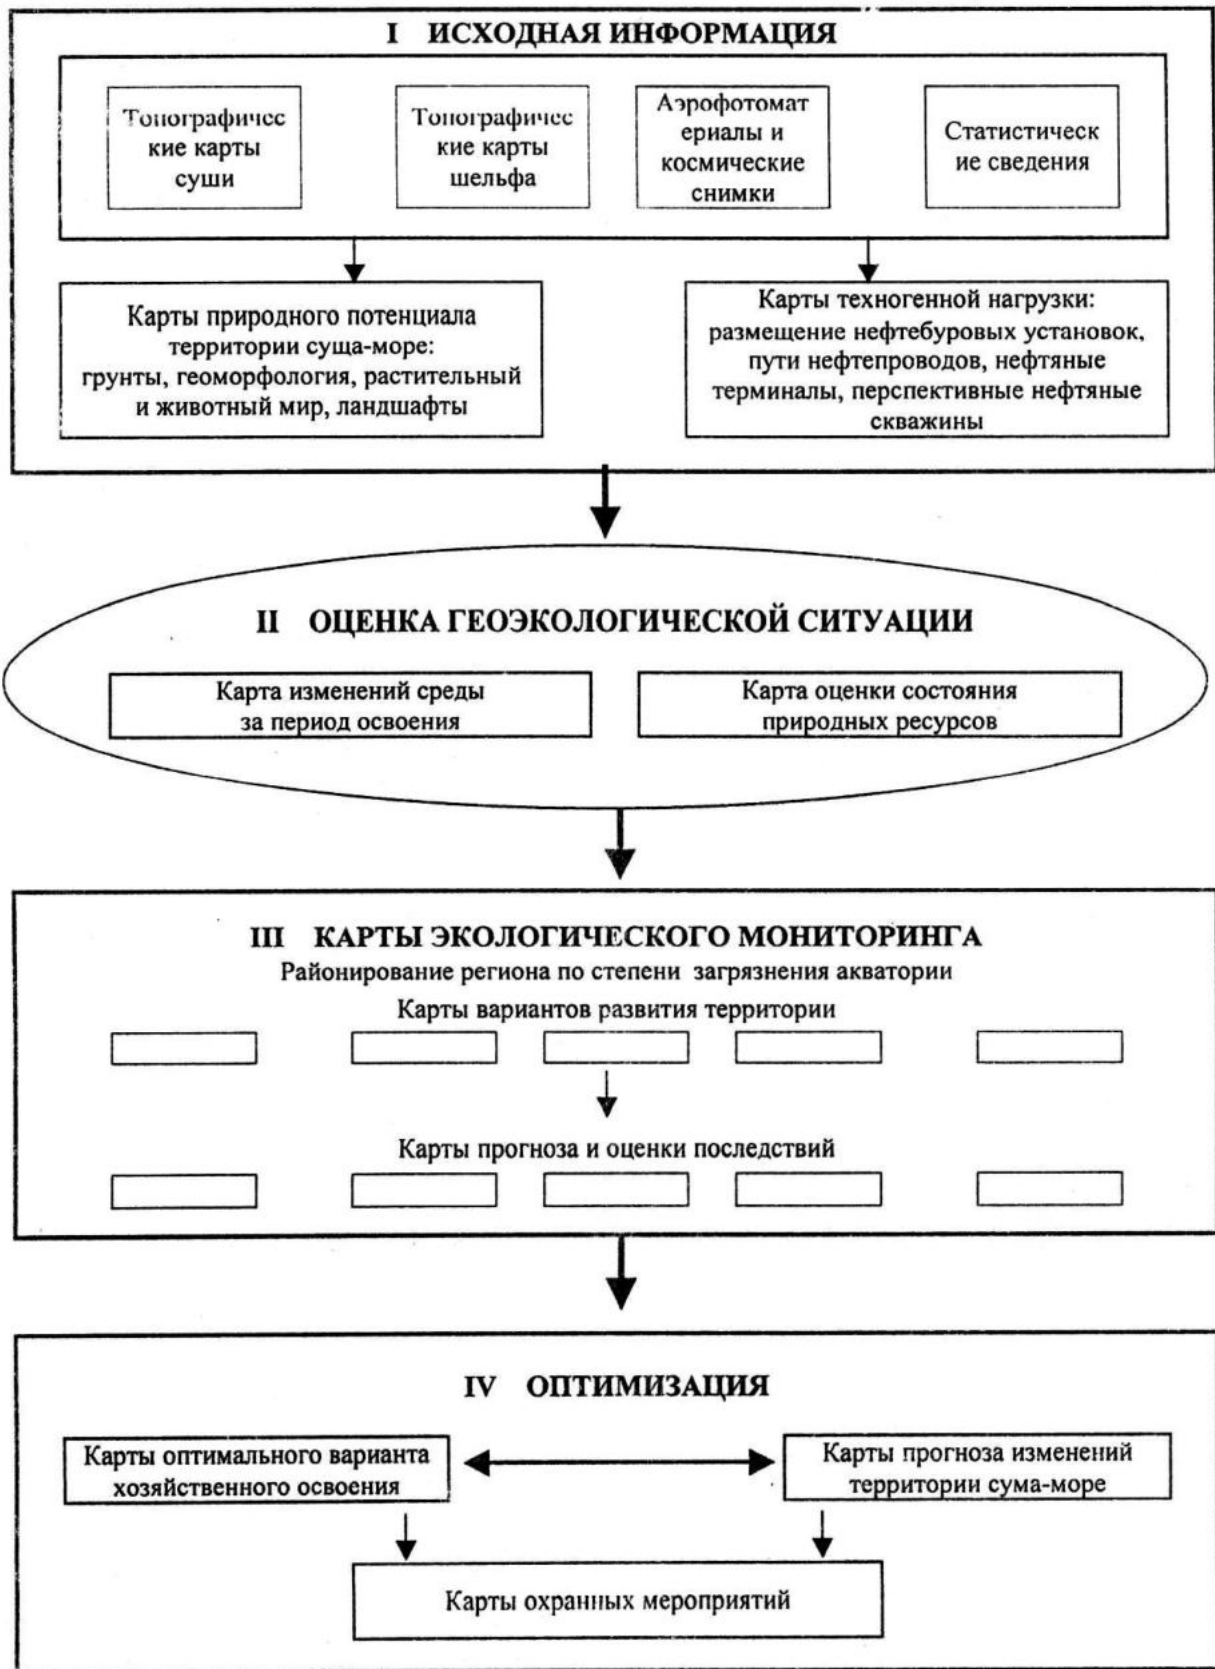 I ИСХОДНАЯ ИНФОРМАЦИЯ
Топографичес
кие карты
суши
Топографичес
кие карты
шельфа
Аэрофотомат
ериалы и
космические
снимки
Статистическ
ие сведения
Карты природного потенциала
территории суща-море:
грунты, геоморфология, растительный
и животный мир, ландшафты
Карты техногенной нагрузки:
размещение нефтебуровых установок,
пути нефтепроводов, нефтяные
терминалы, перспективные нефтяные
скважины
II ОЦЕНКА ГЕОЭКОЛОГИЧЕСКОЙ СИТУАЦИИ
Карта изменений среды
за период освоения
Карта оценки состояния
природных ресурсов
III КАРТЫ ЭКОЛОГИЧЕСКОГО МОНИТОРИНГА
Районирование региона по степени загрязнения акватории
Карты вариантов развития территории
Карты прогноза и оценки последствий
IV ОПТИМИЗАЦИЯ
Карты оптимального варианта
хозяйственного освоения
Карты прогноза изменений
территории сума-море
Карты охранных мероприятий